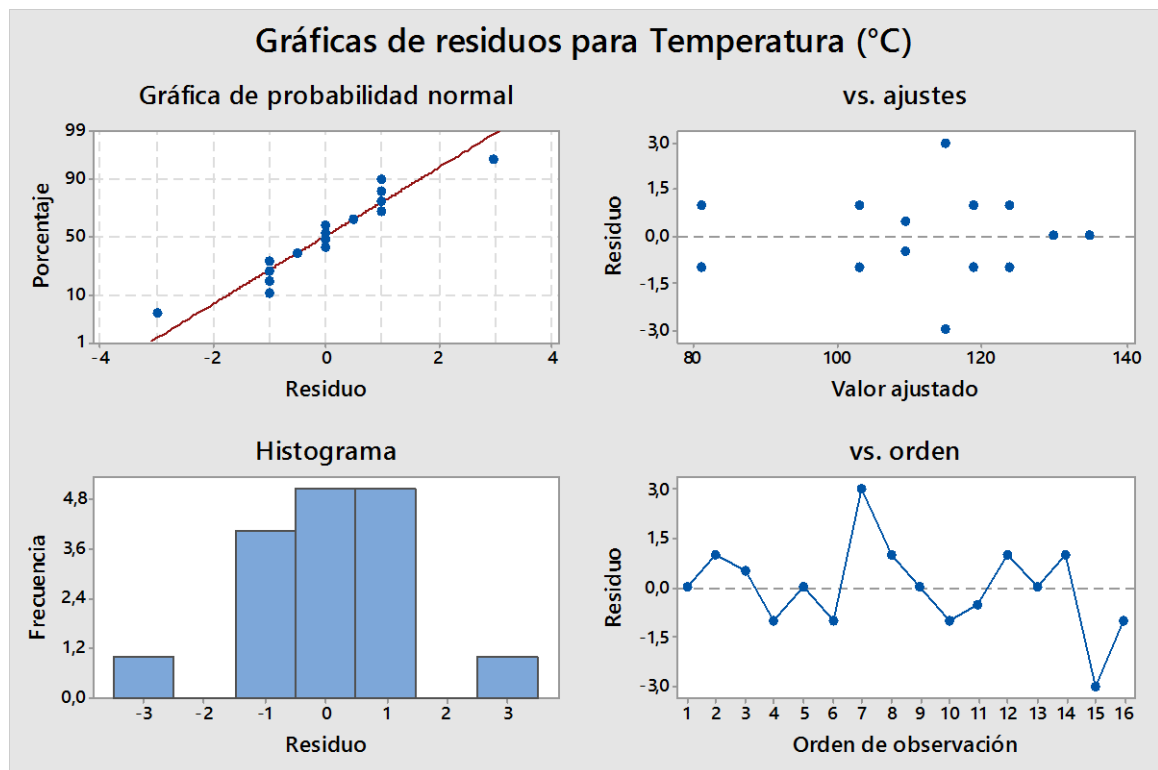 Gráficas de residuos para Temperatura (°C)
Gráfica de probabilidad normal
99
90
50
10
1
Porcentaje
-4
-2
0
2
4
Residuo
vs. ajustes
3,0
1,5
0,0
-1,5
-3,0
Residuo
80
100
120
140
Valor ajustado
Histograma
4,8
3,6
2,4
1,2
0,0
Frecuencia
-3
-2
-1
0
1
2
3
Residuo
vs. orden
3,0
1,5
0,0
-1,5
-3,0
Residuo
1 2 3 4 5 6 7 8 9 10 11 12 13 14 15 16
Orden de observación